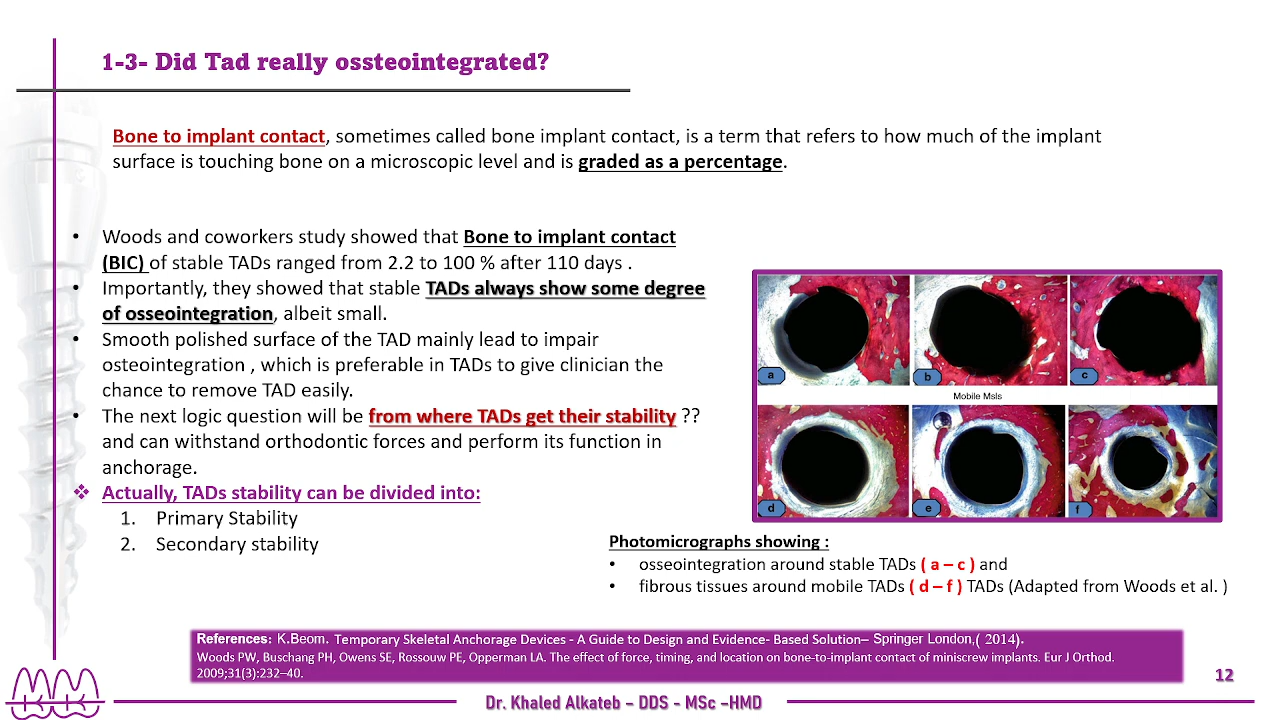 1-3- Did Tad really ossteointegrated?
Bone to implant contact, sometimes called bone implant contact, is a term that refers to how much of the implant
surface is touching bone on a microscopic level and is graded as a percentage.
• Woods and coworkers study showed that Bone to implant contact
(BIC) of stable TADs ranged from 2.2 to 100 % after 110 days .
• Importantly, they showed that stable TADs always show some degree
of osseointegration, albeit small.
• Smooth polished surface of the TAD mainly lead to impair
osteointegration , which is preferable in TADs to give clinician the
chance to remove TAD easily.
• The next logic question will be from where TADs get their stability ??
and can withstand orthodontic forces and perform its function in
anchorage.
❖ Actually, TADs stability can be divided into:
1. Primary Stability
2. Secondary stability
a
b
c
Mobile MsIs
d
e
f
Photomicrographs showing :
• osseointegration around stable TADs ( a – c ) and
• fibrous tissues around mobile TADs ( d – f ) TADs (Adapted from Woods et al. )
References: K.Beom. Temporary Skeletal Anchorage Devices - A Guide to Design and Evidence- Based Solution– Springer London,( 2014).
Woods PW, Buschang PH, Owens SE, Rossouw PE, Opperman LA. The effect of force, timing, and location on bone-to-implant contact of miniscrew implants. Eur J Orthod.
2009;31(3):232–40.
12
Dr. Khaled Alkateb – DDS - MSc –HMD